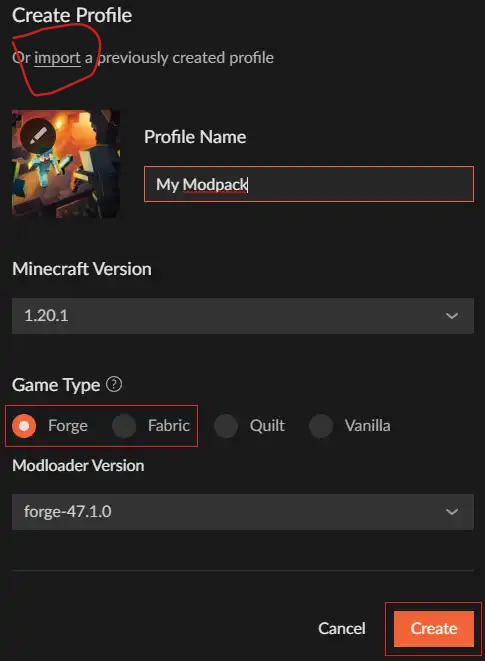 Create Profile
Or import a previously created profile
Profile Name
My Modpack
Minecraft Version
1.20.1
Game Type ?
Forge Fabric Quilt Vanilla
Modloader Version
forge-47.1.0
Cancel Create